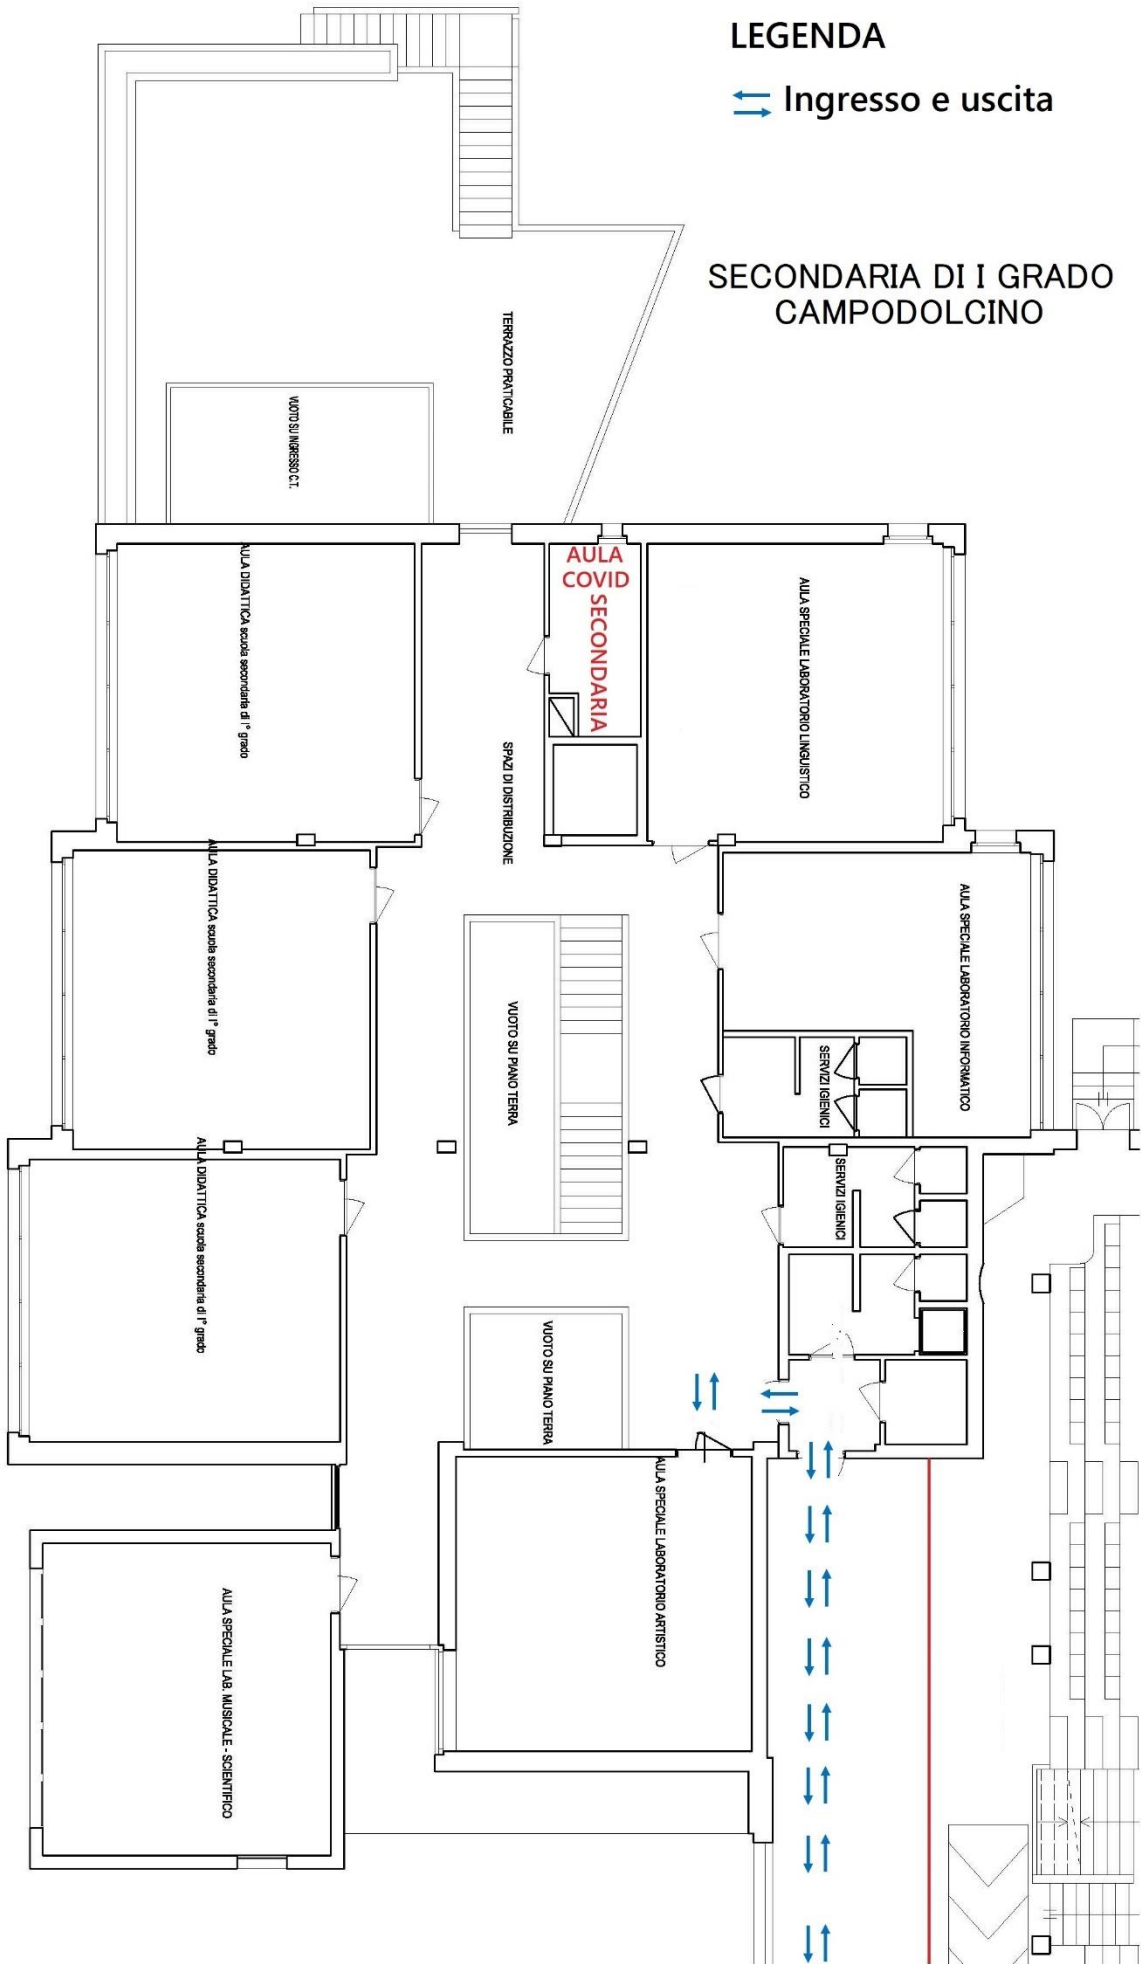 LEGENDA
Ingresso e uscita
SECONDARIA DI I GRADO
CAMPODOLCINO
TERRAZZO PRATICABILE
VUOTO SU INGRESSO C.T.
AULA
COVID
SECONDARIA
AULA DIDATTICA scuola secondaria di I° grado
AULA SPECIALE LABORATORIO LINGUISTICO
SPAZI DI DISTRIBUZIONE
AULA DIDATTICA scuola secondaria di I° grado
AULA SPECIALE LABORATORIO INFORMATICO
VUOTO SU PIANO TERRA
SERVIZI IGIENICI
AULA DIDATTICA scuola secondaria di I° grado
SERVIZI IGIENICI
VUOTO SU PIANO TERRA
AULA SPECIALE LABORATORIO ARTISTICO
AULA SPECIALE LAB. MUSICALE - SCIENTIFICO